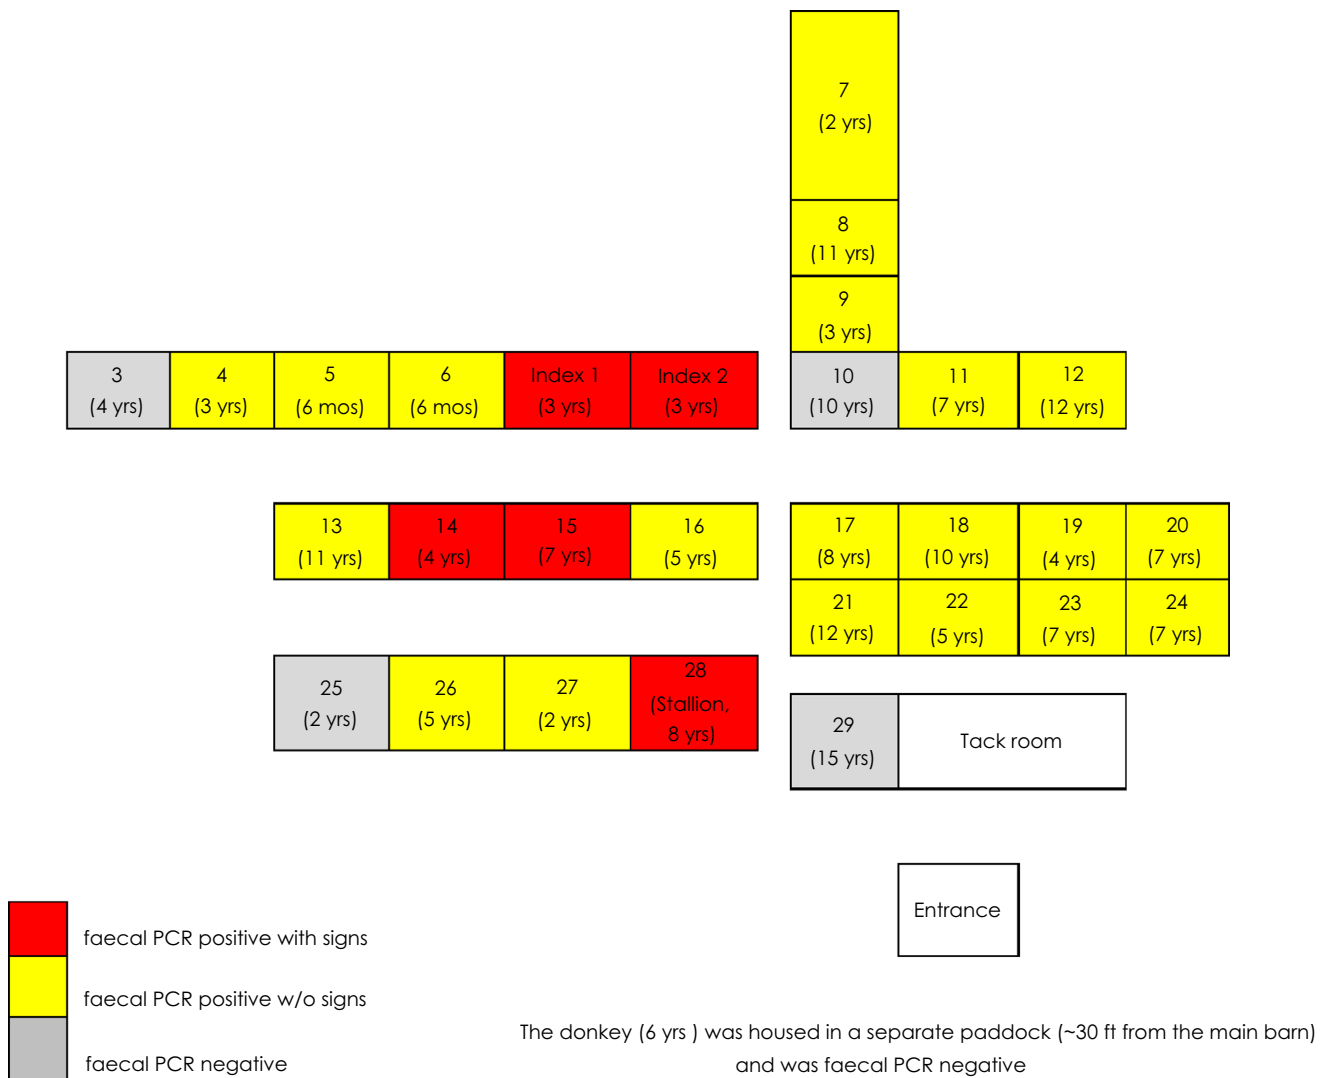 7
(2 yrs)
8
(11 yrs)
9
(3 yrs)
3
(4 yrs)
4
(3 yrs)
5
(6 mos)
6
(6 mos)
Index 1
(3 yrs)
Index 2
(3 yrs)
10
(10 yrs)
11
(7 yrs)
12
(12 yrs)
13
(11 yrs)
14
(4 yrs)
15
(7 yrs)
16
(5 yrs)
17
(8 yrs)
18
(10 yrs)
19
(4 yrs)
20
(7 yrs)
21
(12 yrs)
22
(5 yrs)
23
(7 yrs)
24
(7 yrs)
25
(2 yrs)
26
(5 yrs)
27
(2 yrs)
28
(Stallion,
8 yrs)
29
(15 yrs)
Tack room
Entrance
faecal PCR positive with signs
faecal PCR positive w/o signs
faecal PCR negative
The donkey (6 yrs ) was housed in a separate paddock (~30 ft from the main barn)
and was faecal PCR negative